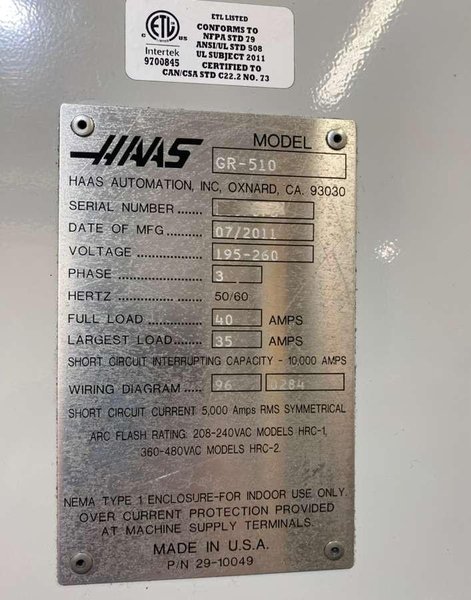 ETL LISTED
CONFORMS TO
NFPA STD 79
ANSI/UL STD 508
UL SUBJECT 2011
CERTIFIED TO
CAN/CSA STD C22.2 NO. 73
ETL
C US
Intertek
9700845
HAAS
MODEL
GR-510
HAAS AUTOMATION, INC, OXNARD, CA. 93030
SERIAL NUMBER ......
DATE OF MFG ...... 07/2011
VOLTAGE ............... 195-260
PHASE .................... 3
HERTZ .................... 50/60
FULL LOAD .............. 40 AMPS
LARGEST LOAD...... 35 AMPS
SHORT CIRCUIT INTERRUPTING CAPACITY - 10,000 AMPS
WIRING DIAGRAM ..... 96 0284
SHORT CIRCUIT CURRENT 5,000 Amps RMS SYMMETRICAL
ARC FLASH RATING: 208-240VAC MODELS HRC-1,
360-480VAC MODELS HRC-2.
NEMA TYPE 1 ENCLOSURE-FOR INDOOR USE ONLY.
OVER CURRENT PROTECTION PROVIDED
AT MACHINE SUPPLY TERMINALS.
MADE IN U.S.A.
P/N 29-10049